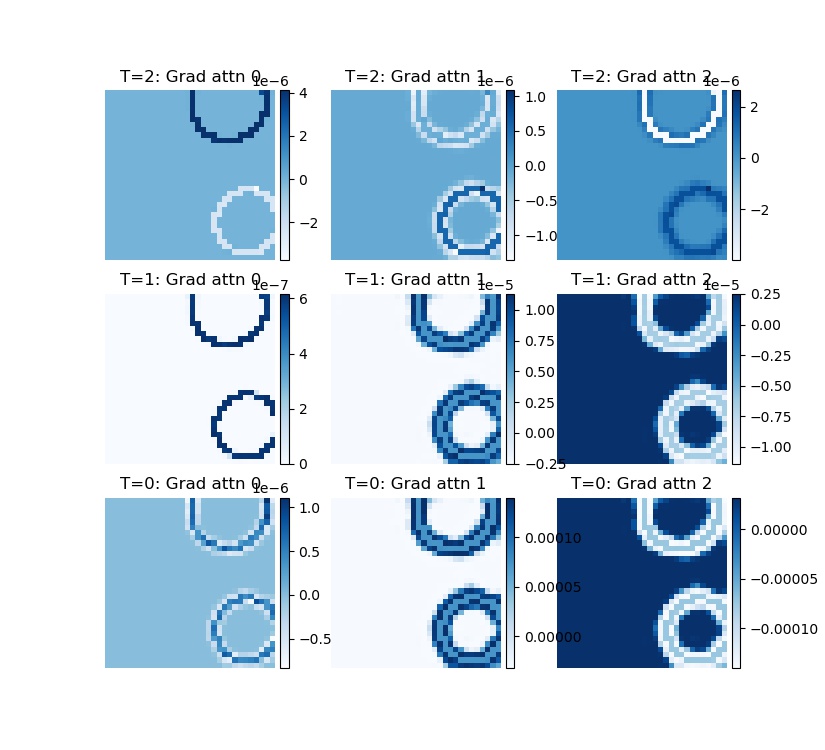 T=2: Grad attn 0
1e−6
T=2: Grad attn 1
1e−6
T=2: Grad attn 2
1e−6
4
2
0
−2
1.0
0.5
0.0
−0.5
−1.0
2
0
−2
T=1: Grad attn 0
1e−7
T=1: Grad attn 1
1e−5
T=1: Grad attn 2
1e−5
6
4
2
0
1.00
0.75
0.50
0.25
0.00
−0.25
0.25
0.00
−0.25
−0.50
−0.75
−1.00
T=0: Grad attn 0
1e−6
T=0: Grad attn 1
T=0: Grad attn 2
1.0
0.5
0.0
−0.5
0.00010
0.00005
0.00000
0.00000
−0.00005
−0.00010